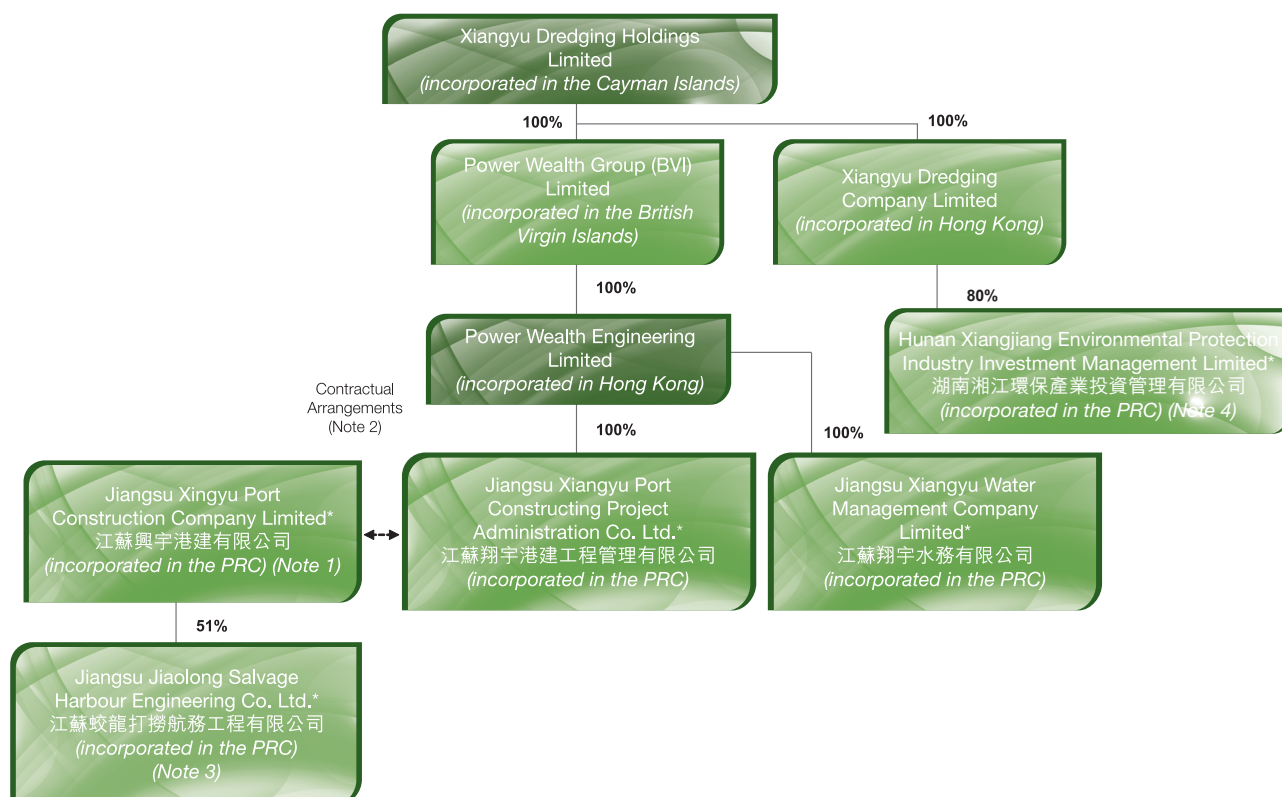 Xiangyu Dredging Holdings
Limited
(incorporated in the Cayman Islands)
100%
100%
Power Wealth Group (BVI)
Limited
(incorporated in the British
Virgin Islands)
Xiangyu Dredging
Company Limited
(incorporated in Hong Kong)
100%
80%
Power Wealth Engineering
Limited
(incorporated in Hong Kong)
Hunan Xiangjiang Environmental Protection
Industry Investment Management Limited*
湖南湘江環保產業投資管理有限公司
(incorporated in the PRC) (Note 4)
Contractual
Arrangements
(Note 2)
100%
100%
Jiangsu Xingyu Port
Construction Company Limited*
江蘇興宇港建有限公司
(incorporated in the PRC) (Note 1)
Jiangsu Xiangyu Port
Constructing Project
Administration Co. Ltd.*
江蘇翔宇港建工程管理有限公司
(incorporated in the PRC)
Jiangsu Xiangyu Water
Management Company
Limited*
江蘇翔宇水務有限公司
(incorporated in the PRC)
51%
Jiangsu Jiaolong Salvage
Harbour Engineering Co. Ltd.*
江蘇蛟龍打撈航務工程有限公司
(incorporated in the PRC)
(Note 3)